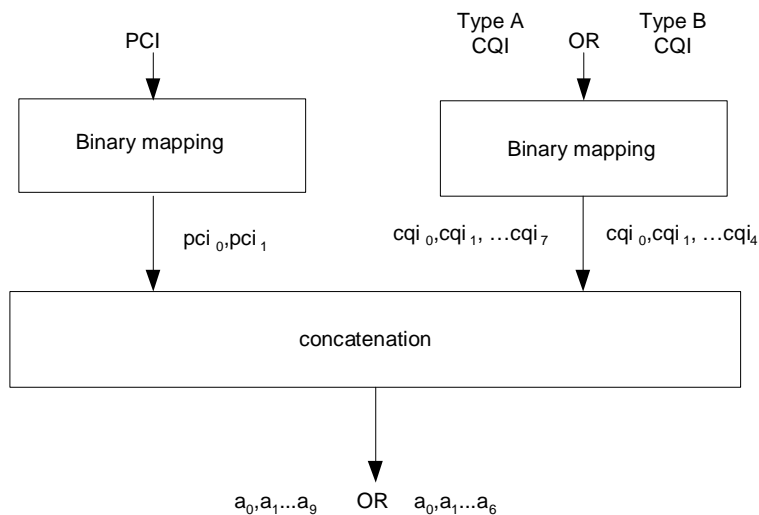 PCI
Type A CQI OR Type B CQI
Binary mapping
Binary mapping
pci 0,pci 1
cqi 0,cqi 1, ...cqi 7
cqi 0,cqi 1, ...cqi4
concatenation
a0,a1...a9 OR a0,a1...a6